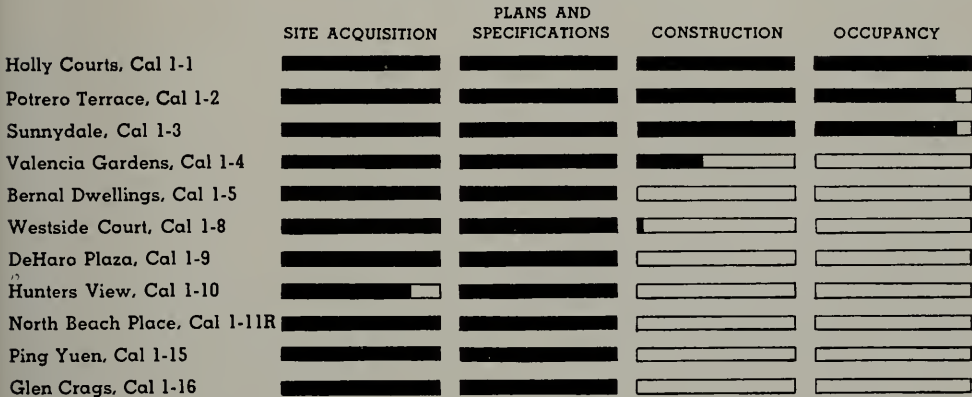 SITE ACQUISITION PLANS AND SPECIFICATIONS CONSTRUCTION OCCUPANCY
Holly Courts, Cal 1-1
Potrero Terrace, Cal 1-2
Sunnydale, Cal 1-3
Valencia Gardens, Cal 1-4
Bernal Dwellings, Cal 1-5
Westside Court, Cal 1-8
DeHaro Plaza, Cal 1-9
Hunters View, Cal 1-10
North Beach Place, Cal 1-11R
Ping Yuen, Cal 1-15
Glen Crags, Cal 1-16